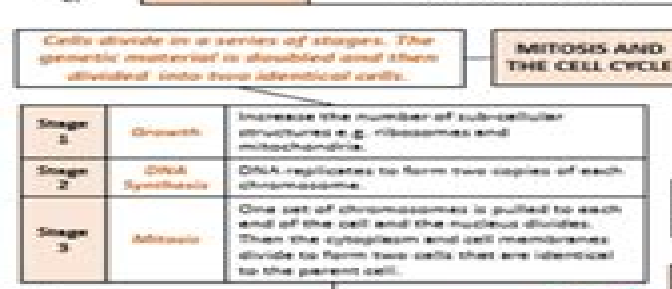 Cells divide in a series of stages. The
genetic material is doubled and then
divided into two identical cells.
MITOSIS AND
THE CELL CYCLE
Stage
1
Growth
Increase the number of sub-cellular
structures e.g. ribosomes and
mitochondria.
Stage
2
DNA
Synthesis
DNA replicates to form two copies of each
chromosome.
Stage
3
Mitosis
One set of chromosomes is pulled to each
end of the cell and the nucleus divides.
Then the cytoplasm and cell membranes
divide to form two cells that are identical
to the parent cell.